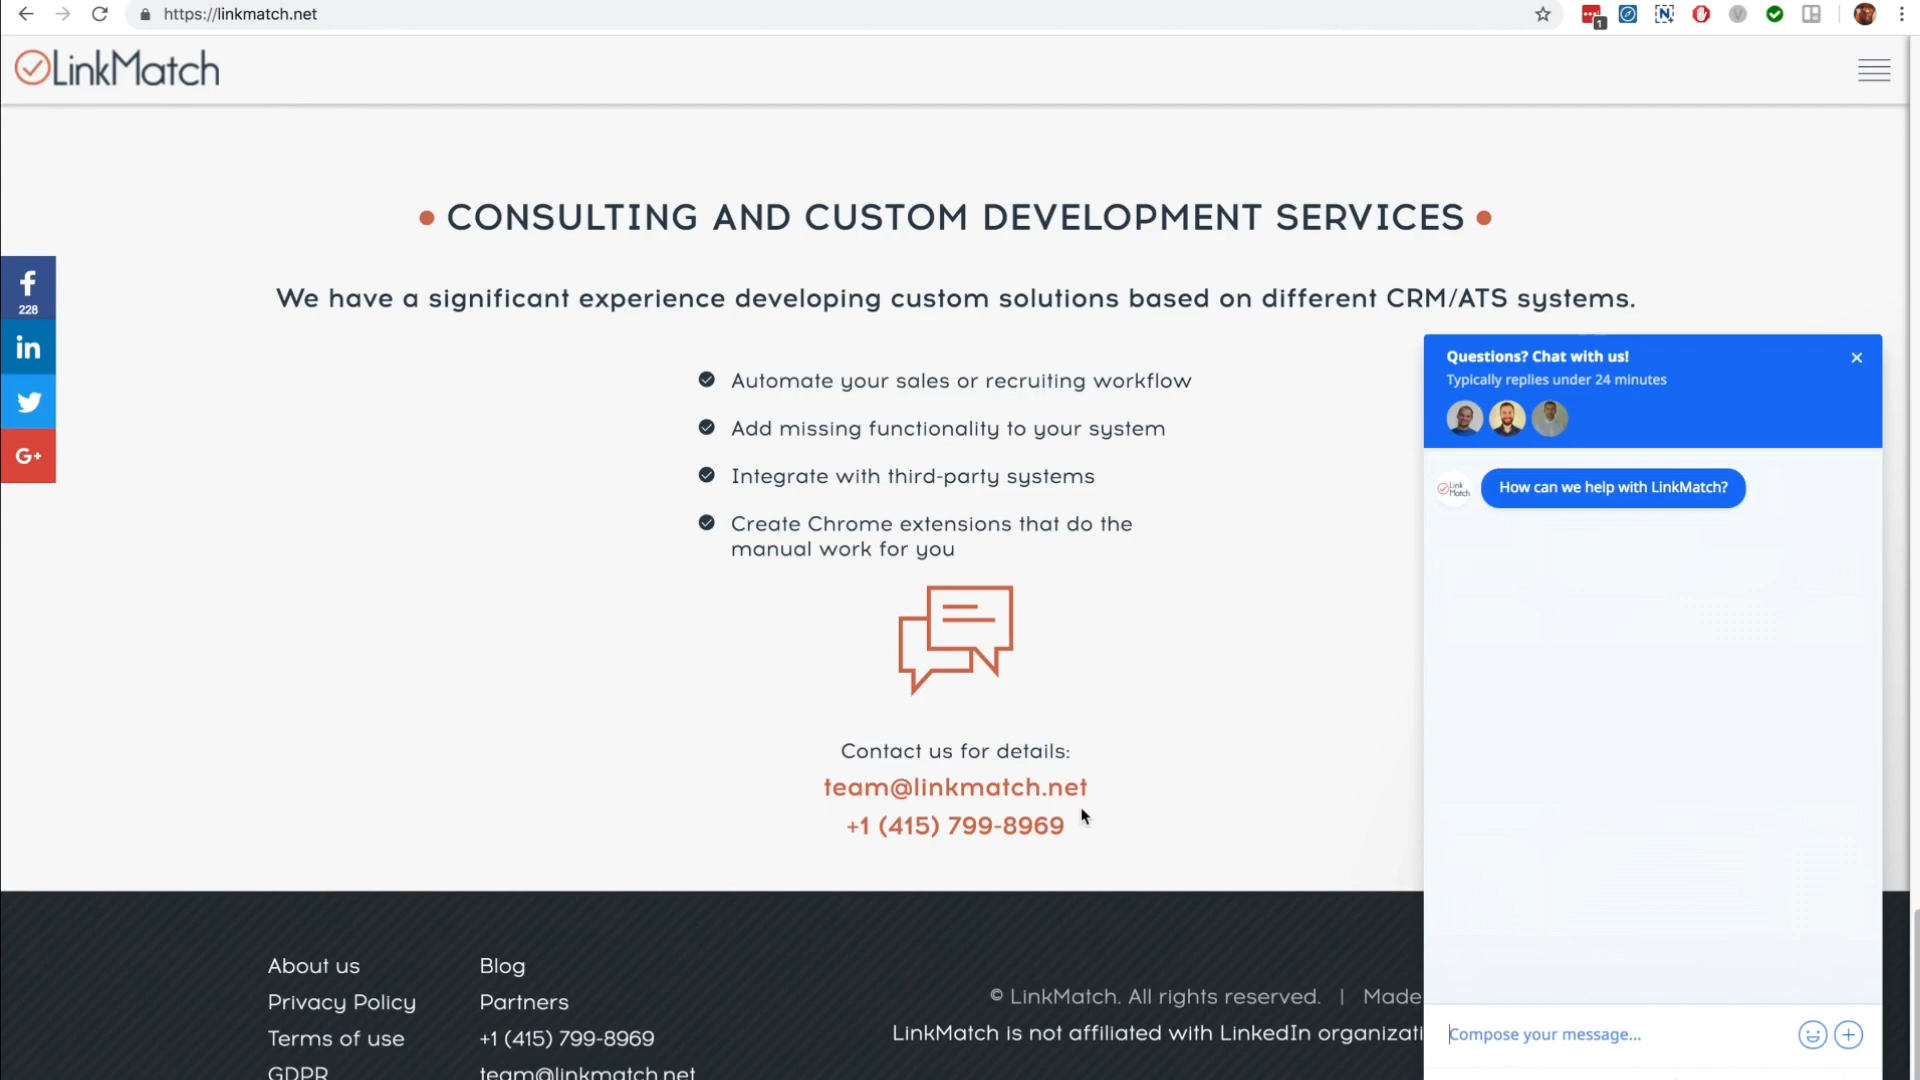 https://linkmatch.net
1
LinkMatch
• CONSULTING AND CUSTOM DEVELOPMENT SERVICES •
We have a significant experience developing custom solutions based on different CRM/ATS systems.
228
Automate your sales or recruiting workflow
Add missing functionality to your system
Integrate with third-party systems
Create Chrome extensions that do the
manual work for you
Contact us for details:
team@linkmatch.net
+1 (415) 799-8969
Questions? Chat with us!
Typically replies under 24 minutes
Link
Match
How can we help with LinkMatch?
Compose your message...
About us
Blog
Privacy Policy
Partners
Terms of use
+1 (415) 799-8969
GDPR
team@linkmatch.net
© LinkMatch. All rights reserved. | Made
LinkMatch is not affiliated with LinkedIn organizati